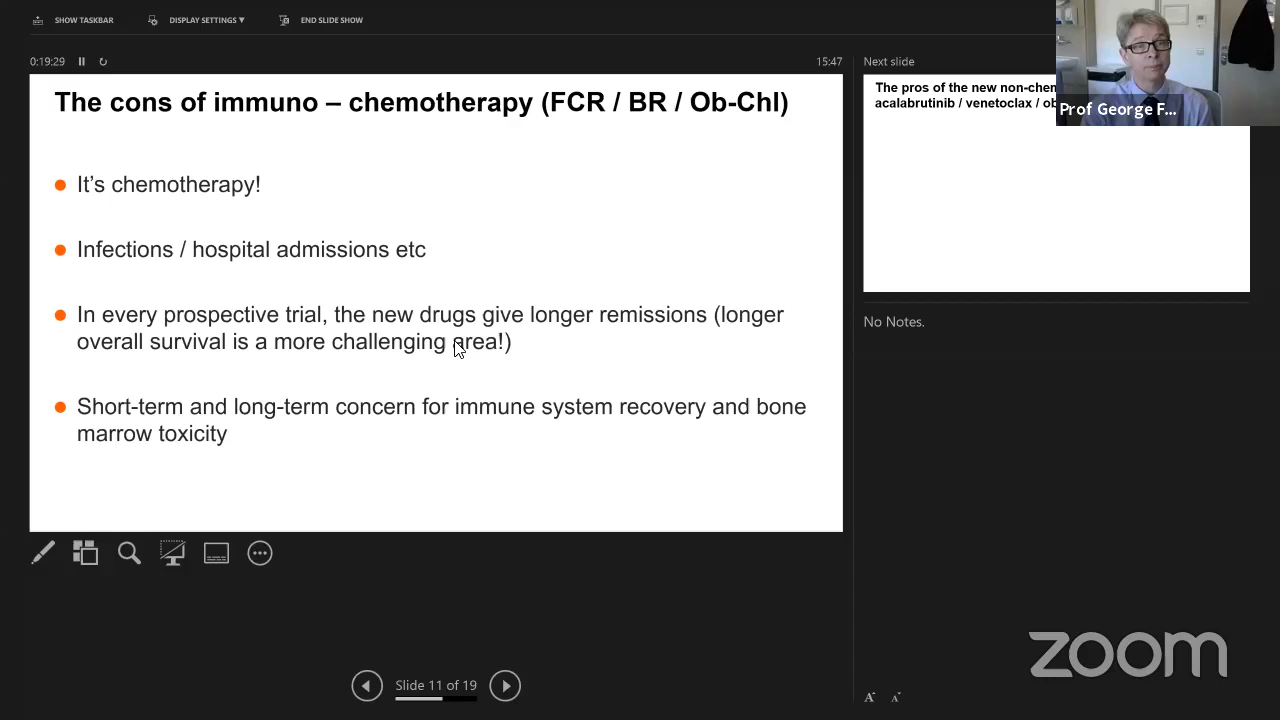 SHOW TASKBAR
DISPLAY SETTINGS ▼
END SLIDE SHOW
0:19:29
15:47
Next slide
The cons of immuno – chemotherapy (FCR / BR / Ob-Chl)
It’s chemotherapy!
Infections / hospital admissions etc
In every prospective trial, the new drugs give longer remissions (longer
overall survival is a more challenging area!)
Short-term and long-term concern for immune system recovery and bone
marrow toxicity
The pros of the new non-chem
acalabrutinib / venetoclax / ob
Prof George F...
No Notes.
Slide 11 of 19
A
A
zoom